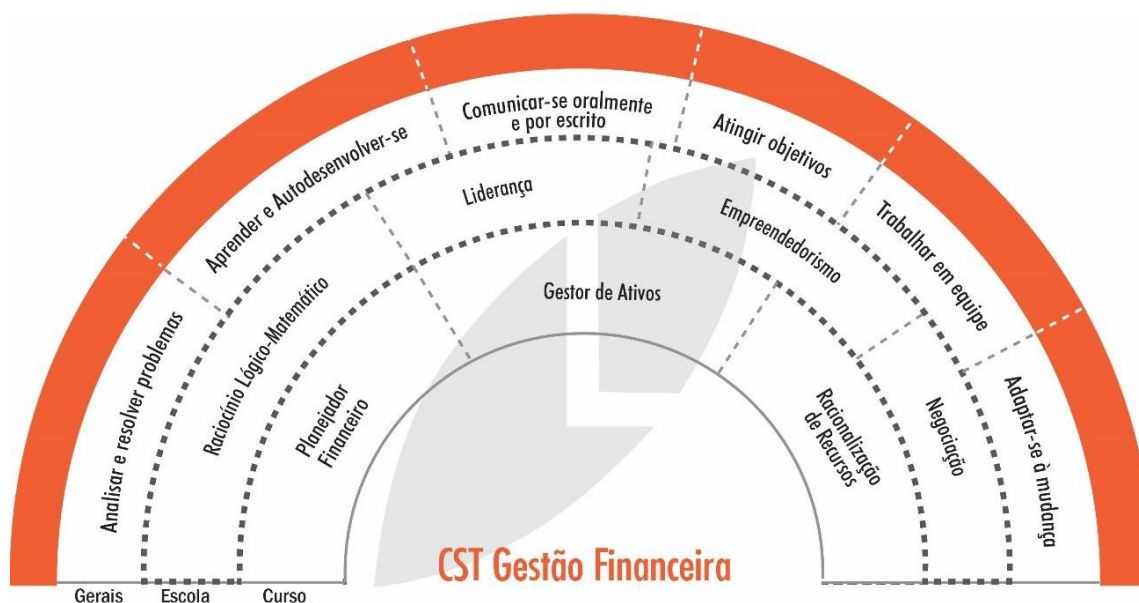 Analisar e resolver problemas
Aprender e Autodesenvolver-se
Comunicar-se oralmente
e por escrito
Atingir objetivos
Trabalhar em equipe
Adaptar-se à mudança
Raciocínio Lógico-Matemático
Liderança
Empreendedorismo
Negociação
Planejador
Financeiro
Gestor de Ativos
Racionalização
de Recursos
CST Gestão Financeira
Gerais
Escola
Curso